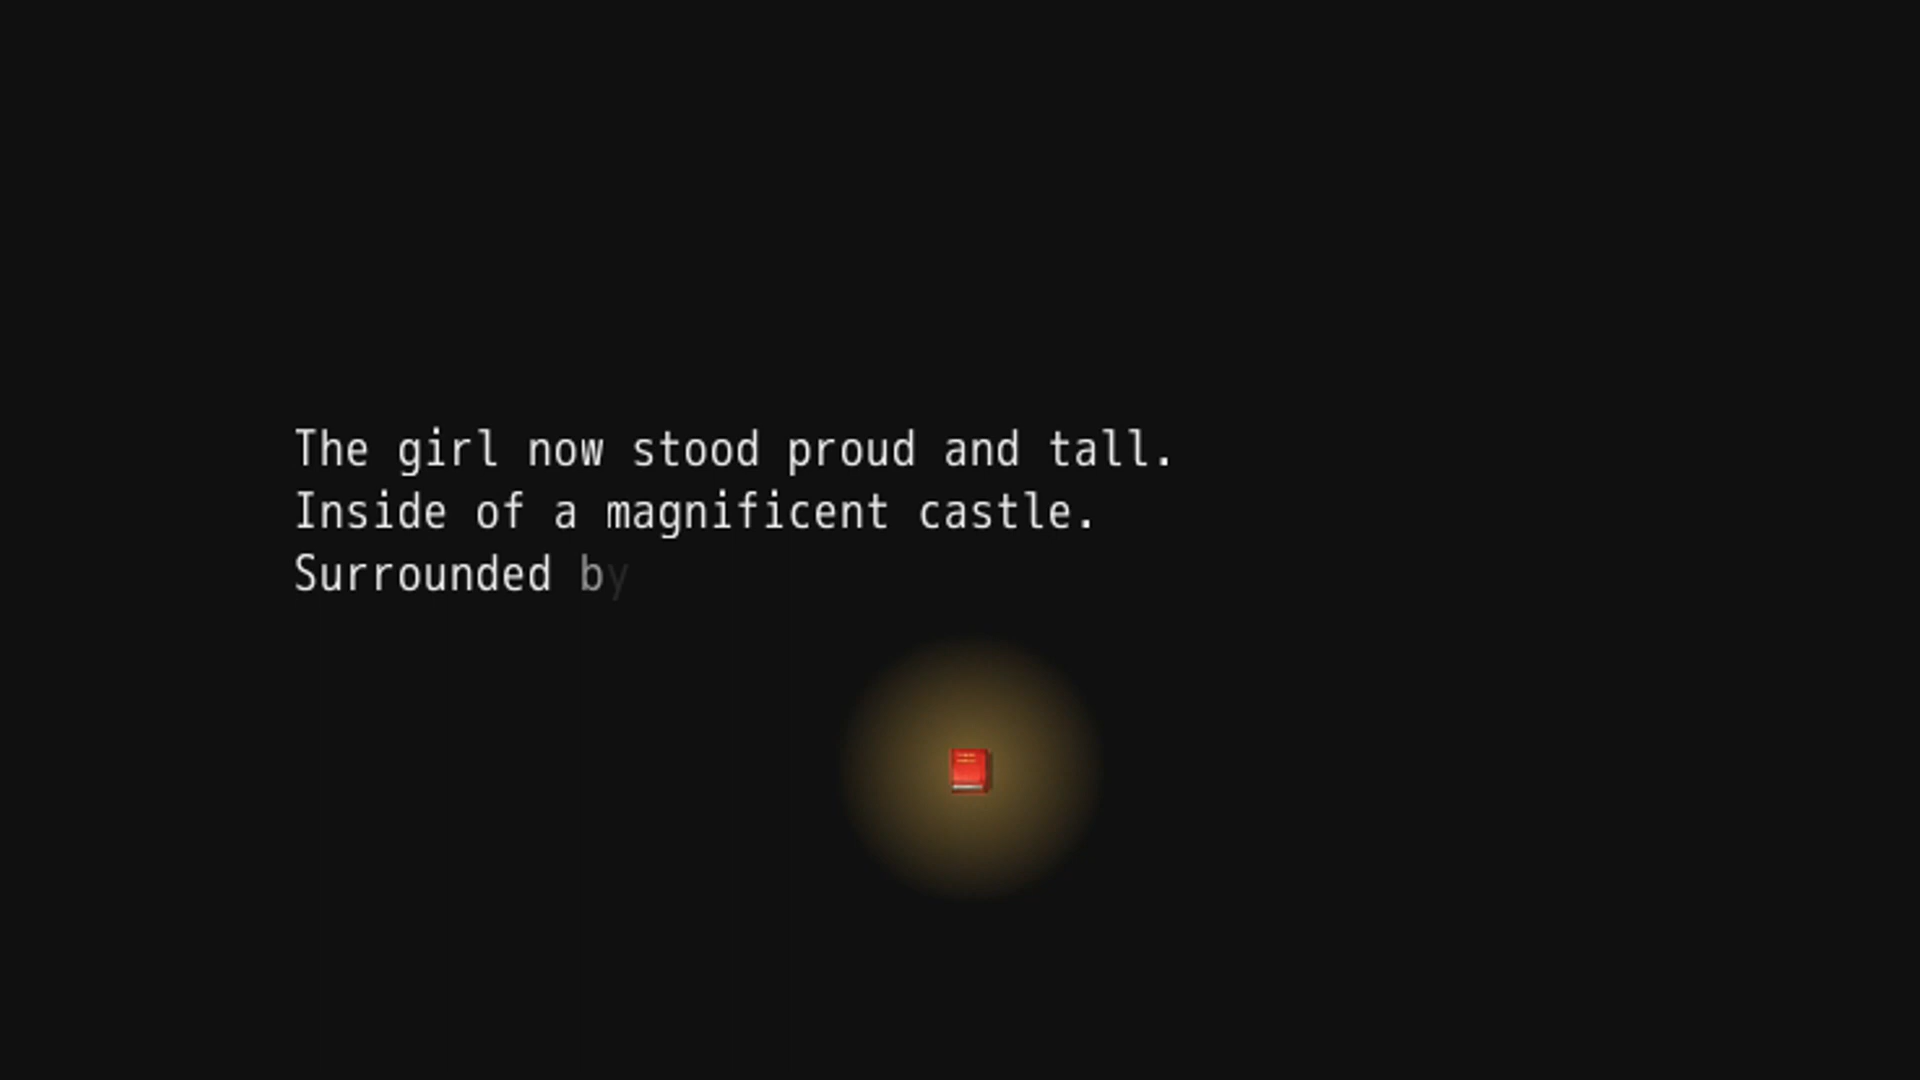 The girl now stood proud and tall.
Inside of a magnificent castle.
Surrounded by